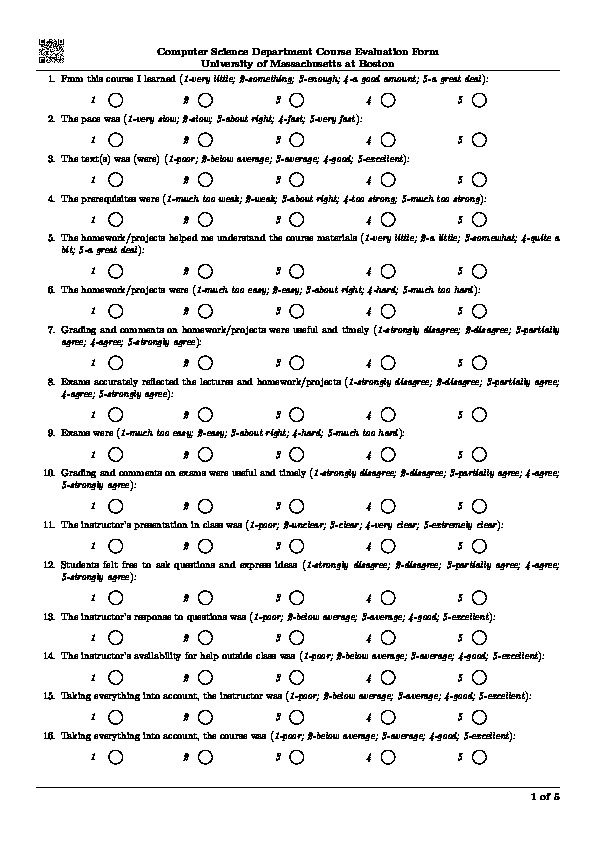 Computer Science Department Course Evaluation Form
University of Massachusetts at Boston
1. From this course I learned (1-very little; 2-something; 3-enough; 4-a good amount; 5-a great deal):
1 2 3 4 5
2. The pace was (1-very slow; 2-slow; 3-about right; 4-fast; 5-very fast):
1 2 3 4 5
3. The text(s) was (were) (1-poor; 2-below average; 3-average; 4-good; 5-excellent):
1 2 3 4 5
4. The prerequisites were (1-much too weak; 2-weak; 3-about right; 4-too strong; 5-much too strong):
1 2 3 4 5
5. The homework/projects helped me understand the course materials (1-very little; 2-a little; 3-somewhat; 4-quite a
bit; 5-a great deal):
1 2 3 4 5
6. The homework/projects were (1-much too easy; 2-easy; 3-about right; 4-hard; 5-much too hard):
1 2 3 4 5
7. Grading and comments on homework/projects were useful and timely (1-strongly disagree; 2-disagree; 3-partially
agree; 4-agree; 5-strongly agree):
1 2 3 4 5
8. Exams accurately reflected the lectures and homework/projects (1-strongly disagree; 2-disagree; 3-partially agree;
4-agree; 5-strongly agree):
1 2 3 4 5
9. Exams were (1-much too easy; 2-easy; 3-about right; 4-hard; 5-much too hard):
1 2 3 4 5
10. Grading and comments on exams were useful and timely (1-strongly disagree; 2-disagree; 3-partially agree; 4-agree;
5-strongly agree):
1 2 3 4 5
11. The instructor's presentation in class was (1-poor; 2-unclear; 3-clear; 4-very clear; 5-extremely clear):
1 2 3 4 5
12. Students felt free to ask questions and express ideas (1-strongly disagree; 2-disagree; 3-partially agree; 4-agree;
5-strongly agree):
1 2 3 4 5
13. The instructor's response to questions was (1-poor; 2-below average; 3-average; 4-good; 5-excellent):
1 2 3 4 5
14. The instructor's availability for help outside class was (1-poor; 2-below average; 3-average; 4-good; 5-excellent):
1 2 3 4 5
15. Taking everything into account, the instructor was (1-poor; 2-below average; 3-average; 4-good; 5-excellent):
1 2 3 4 5
16. Taking everything into account, the course was (1-poor; 2-below average; 3-average; 4-good; 5-excellent):
1 2 3 4 5
1 of 5